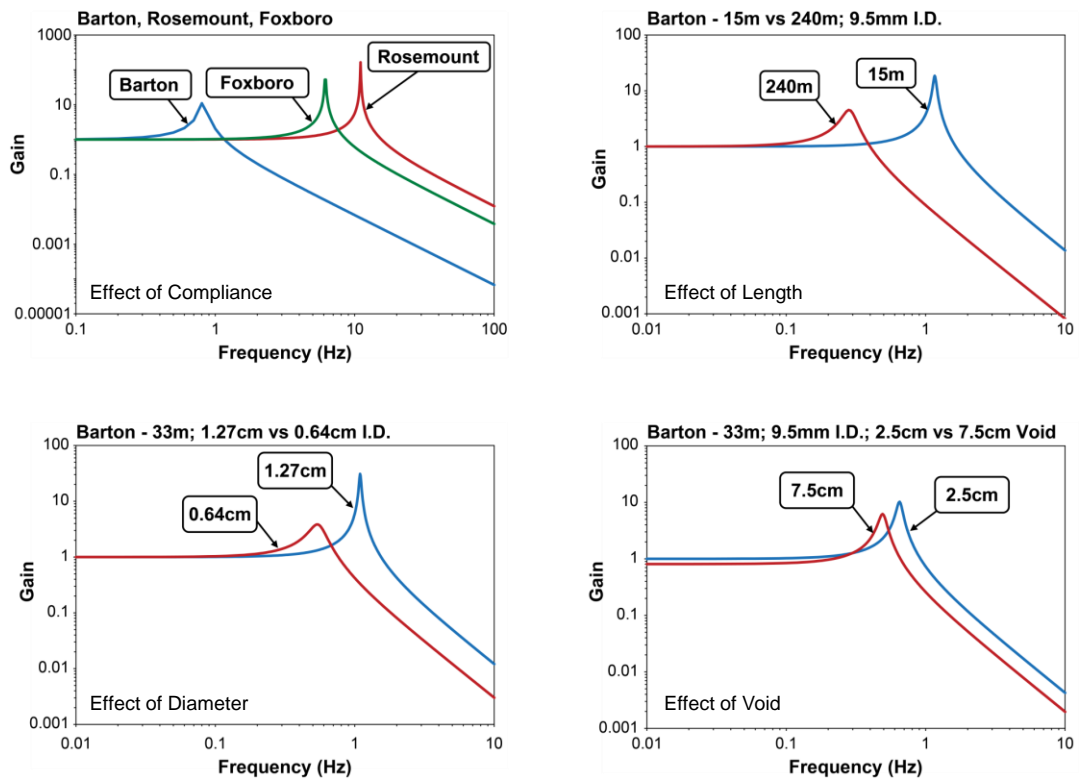 Barton, Rosemount, Foxboro
1000
10
0.1
0.001
0.00001
Gain
Barton
Foxboro
Rosemount
Effect of Compliance
0.1
1
10
100
Frequency (Hz)
Barton - 15m vs 240m; 9.5mm I.D.
100
10
1
0.1
0.01
0.001
Gain
240m
15m
Effect of Length
0.01
0.1
1
10
Frequency (Hz)
Barton - 33m; 1.27cm vs 0.64cm I.D.
100
10
1
0.1
0.01
0.001
Gain
1.27cm
0.64cm
Effect of Diameter
0.01
0.1
1
10
Frequency (Hz)
Barton - 33m; 9.5mm I.D.; 2.5cm vs 7.5cm Void
100
10
1
0.1
0.01
0.001
Gain
7.5cm
2.5cm
Effect of Void
0.01
0.1
1
10
Frequency (Hz)